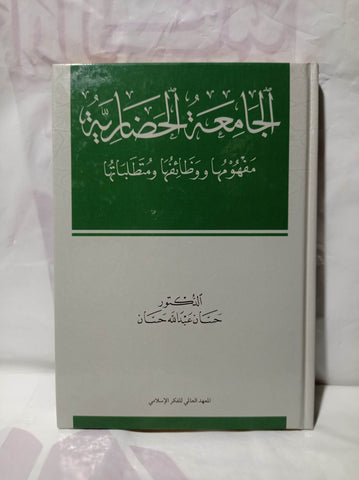 الجامعة الحضارية
مفهومها ووظائفها ومتطلباتها
الدكتور
حسان عبدالله حسان
المعهد العالمي للفكر الإسلامي